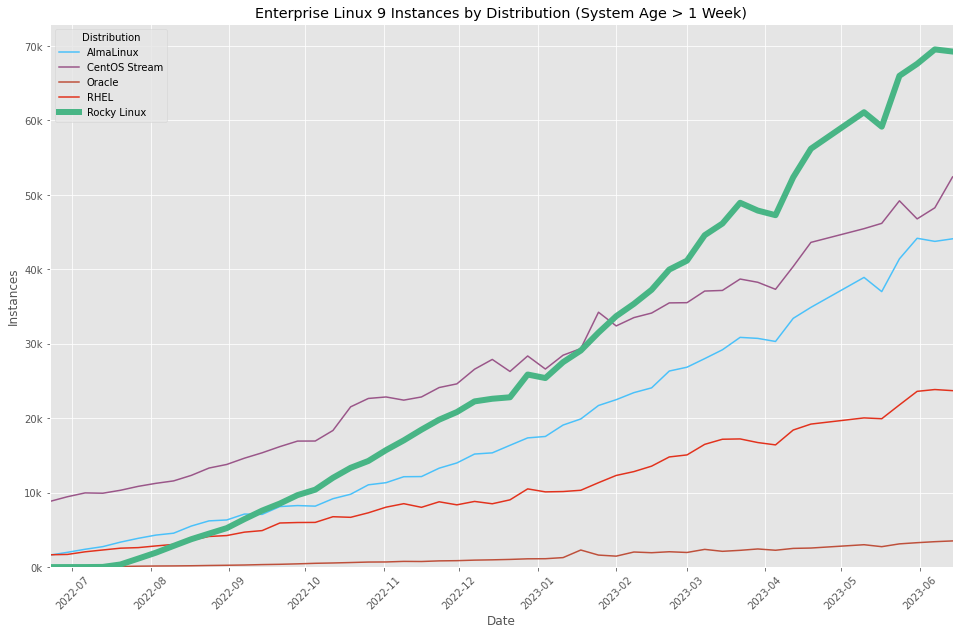 Enterprise Linux 9 Instances by Distribution (System Age > 1 Week)
Distribution
AlmaLinux
CentOS Stream
Oracle
RHEL
Rocky Linux
70k
60k
50k
40k
30k
20k
10k
0k
Instances
2022-07
2022-08
2022-09
2022-10
2022-11
2022-12
2023-01
2023-02
2023-03
2023-04
2023-05
2023-06
Date